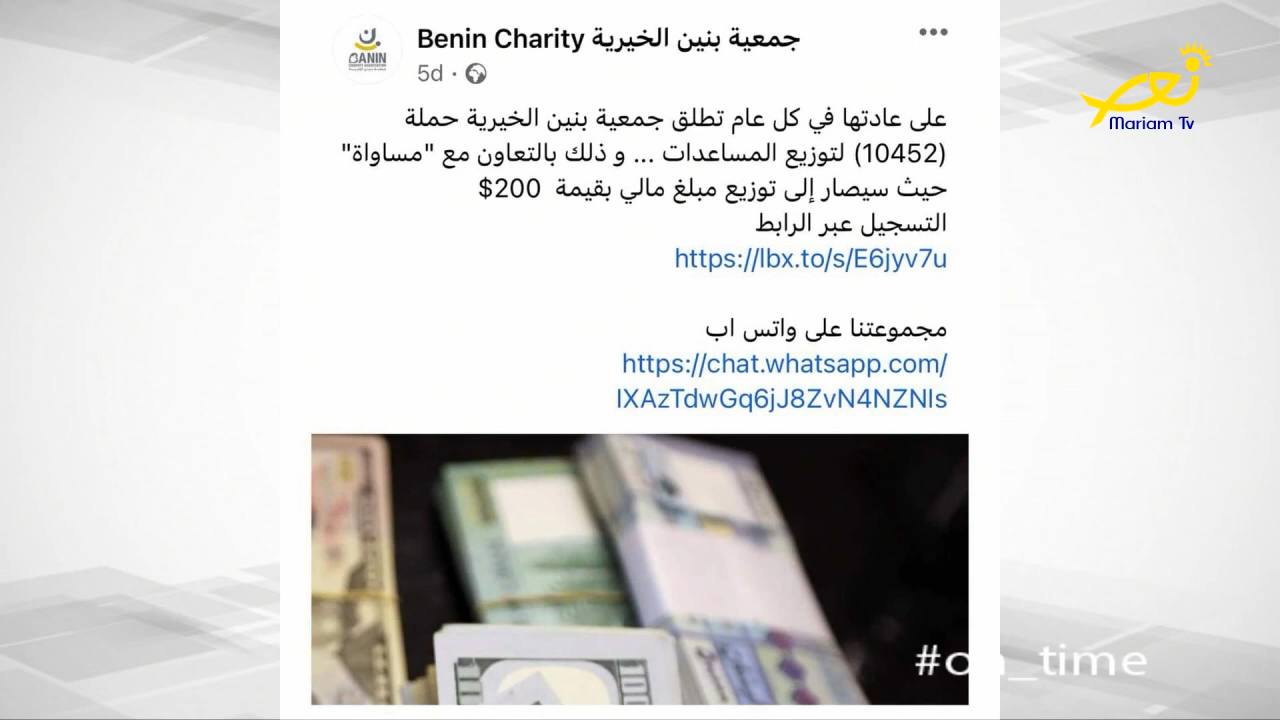 Benin Charity جمعية بنين الخيرية
5d ·
BANIN
على عادتها في كل عام تطلق جمعية بنين الخيرية حملة
(10452) لتوزيع المساعدات ... و ذلك بالتعاون مع "مساواة"
حيث سيصار إلى توزيع مبلغ مالي بقيمة 200$
التسجيل عبر الرابط
https://lbx.to/s/E6jyv7u
مجموعتنا على واتس اب
https://chat.whatsapp.com/
IXAzTdwGq6jJ8ZvN4NZNIs
نعم
Mariam Tv
#on_time